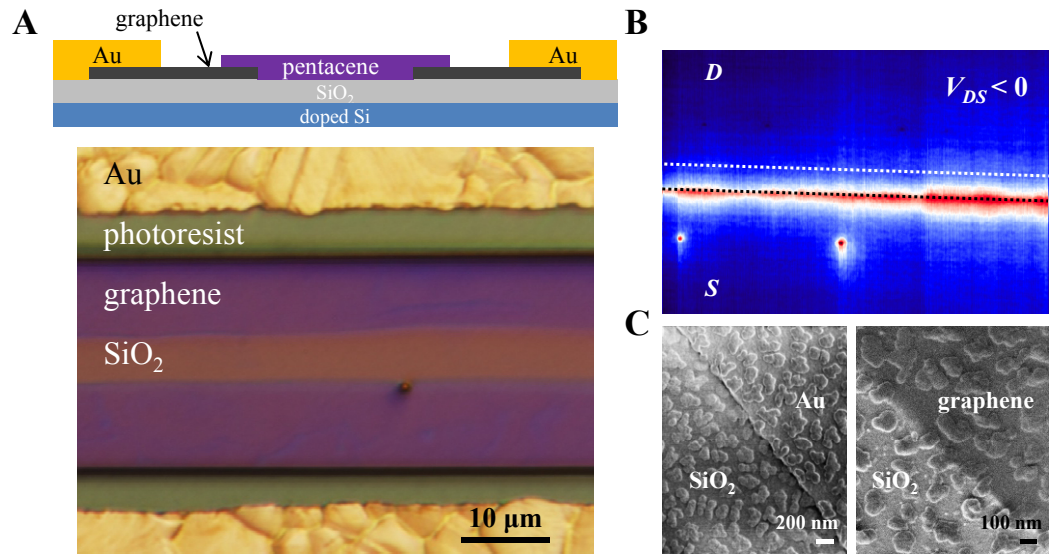 A
graphene
Au
Au
pentacene
SiO₂
doped Si
Au
photoresist
graphene
SiO₂
10 μm
B
D
V_DS < 0
S
C
Au
SiO₂
200 nm
graphene
SiO₂
100 nm